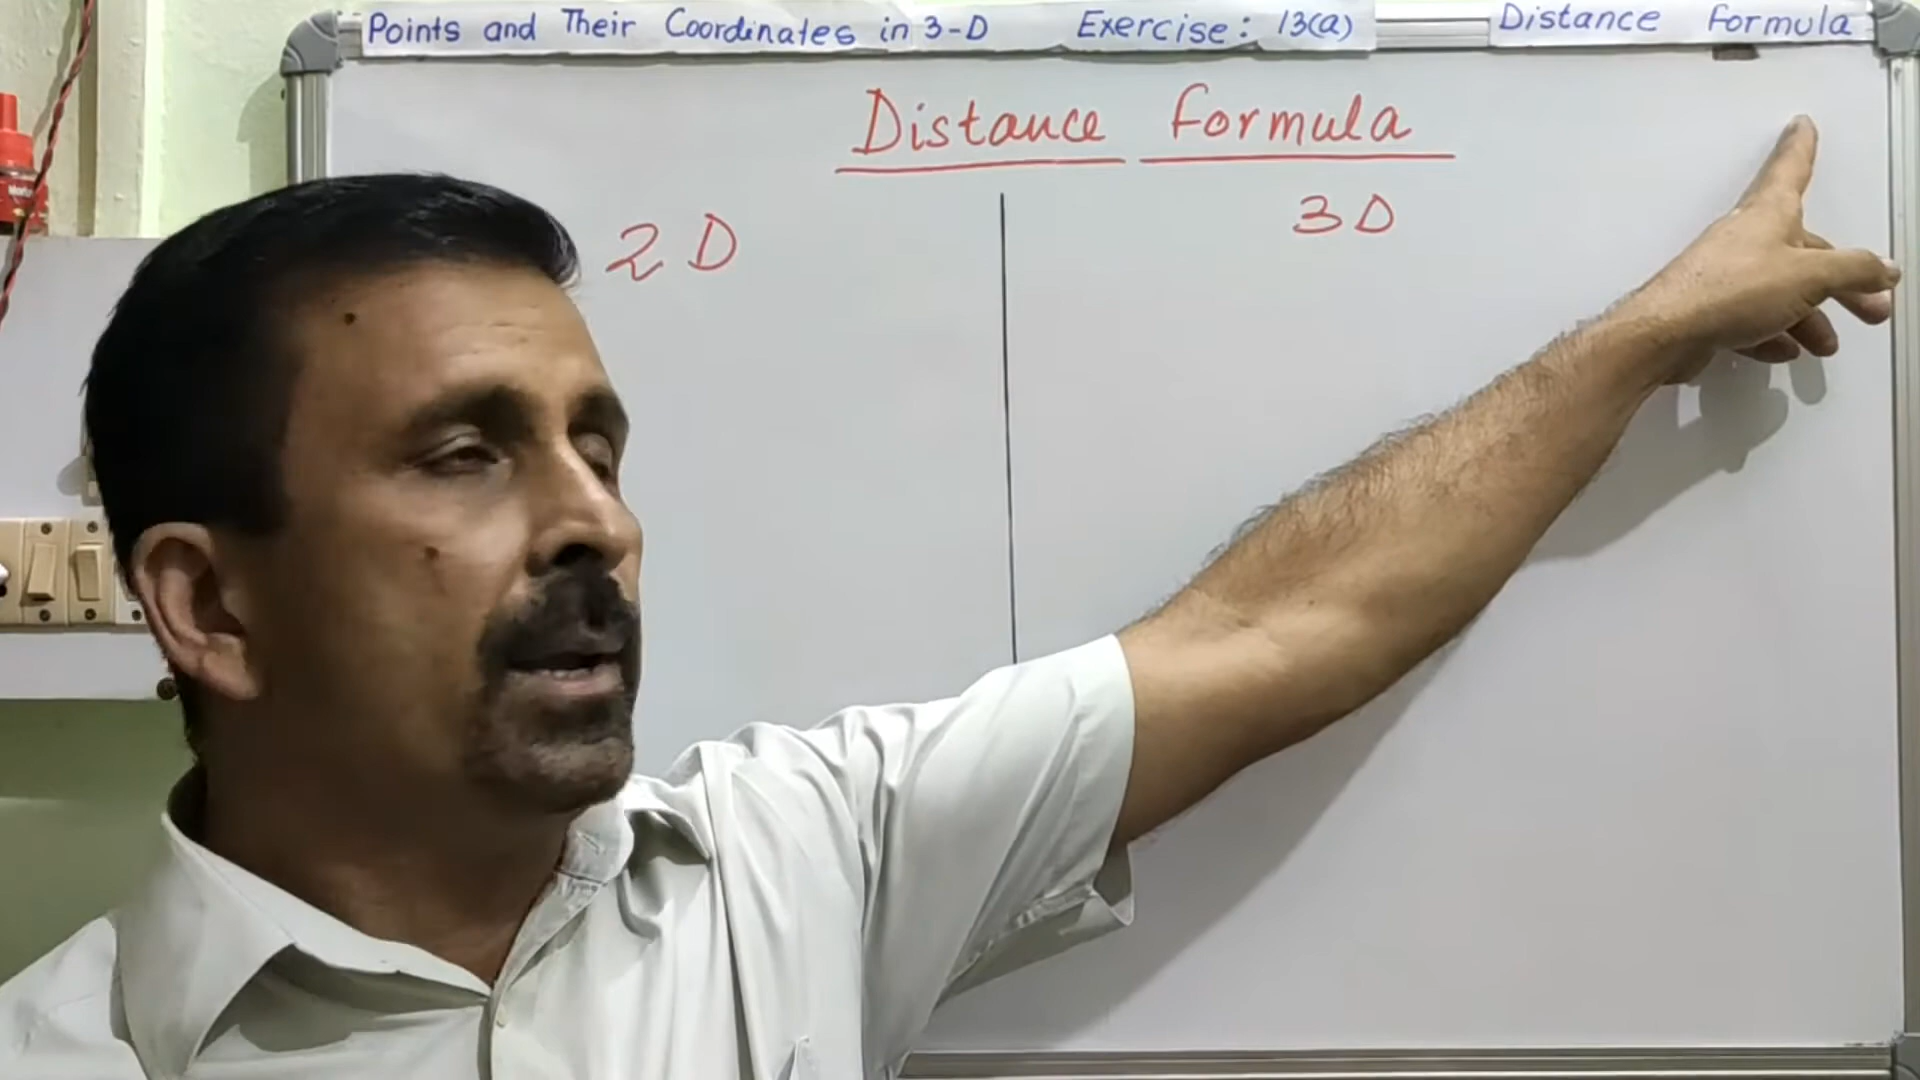 Points and Their Coordinates in 3-D Exercise: 13(a) Distance formula
Distance formula
2D 3D